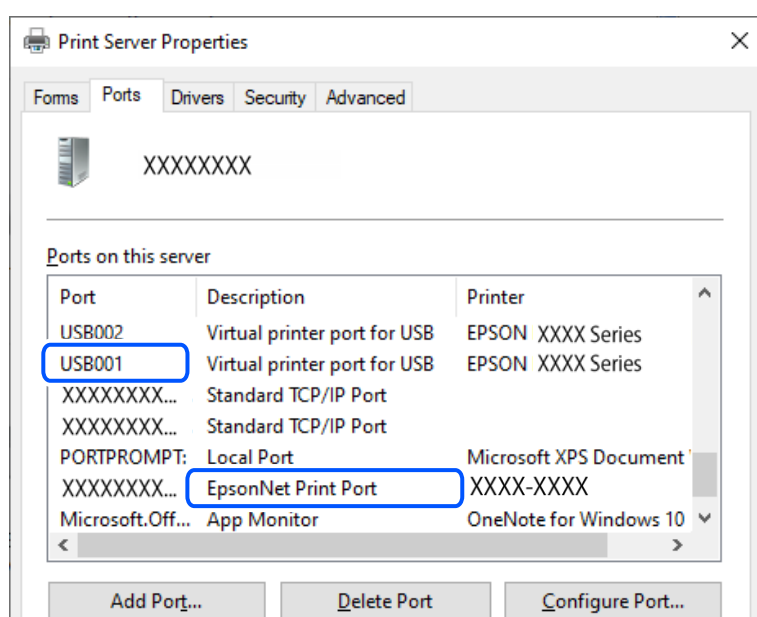 Print Server Properties
Forms Ports Drivers Security Advanced
XXXXXXXX
Ports on this server
Port Description Printer
USB002 Virtual printer port for USB EPSON XXXX Series
USB001 Virtual printer port for USB EPSON XXXX Series
XXXXXXXX... Standard TCP/IP Port
XXXXXXXX... Standard TCP/IP Port
PORTPROMPT: Local Port Microsoft XPS Document
XXXXXXXX... EpsonNet Print Port XXXX-XXXX
Microsoft.Off... App Monitor OneNote for Windows 10
Add Port... Delete Port Configure Port...